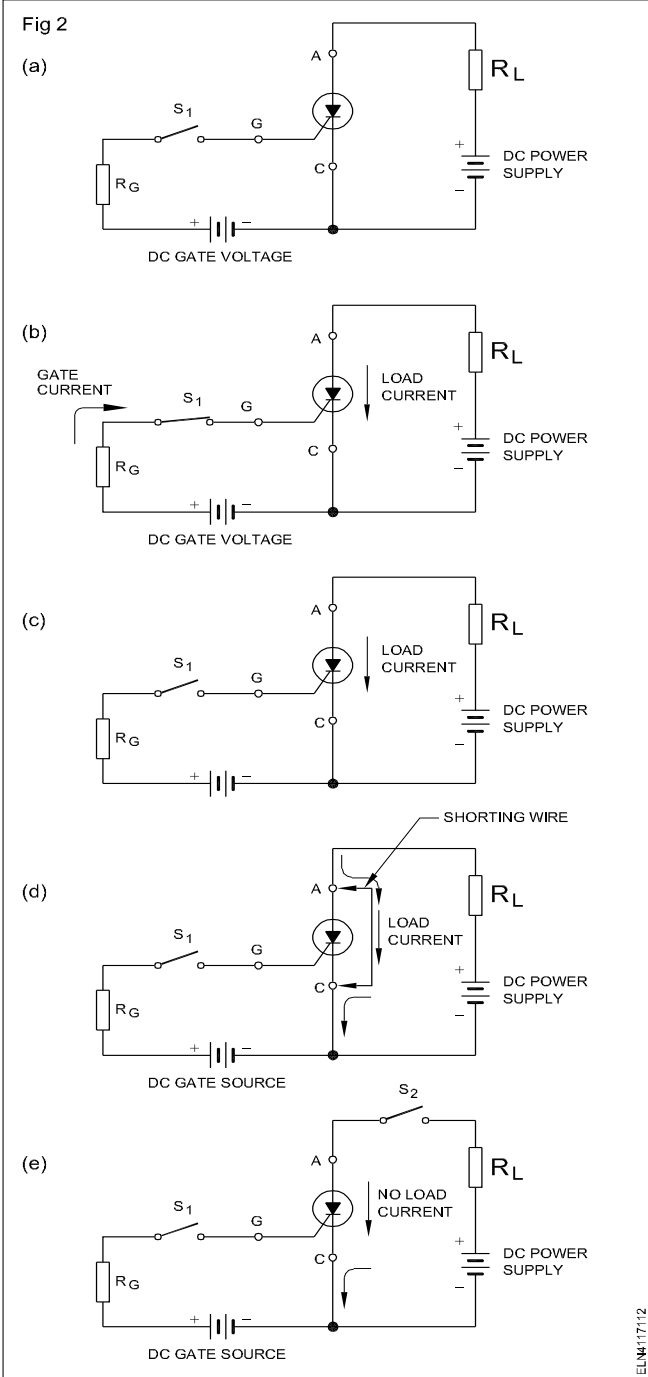 Fig 2
(a)
A
R L
S 1
G
C
+
DC POWER
SUPPLY
−
R G
+ −
DC GATE VOLTAGE
(b)
A
R L
GATE
CURRENT
LOAD
CURRENT
S 1
G
C
+
DC POWER
SUPPLY
−
R G
+ −
DC GATE VOLTAGE
(c)
A
R L
LOAD
CURRENT
S 1
G
C
+
DC POWER
SUPPLY
−
R G
+ −
SHORTING WIRE
(d)
A
R L
LOAD
CURRENT
S 1
G
C
+
DC POWER
SUPPLY
−
R G
+ −
DC GATE SOURCE
S 2
(e)
A
R L
NO LOAD
CURRENT
S 1
G
C
+
DC POWER
SUPPLY
−
R G
+ −
DC GATE SOURCE
ELN4117112